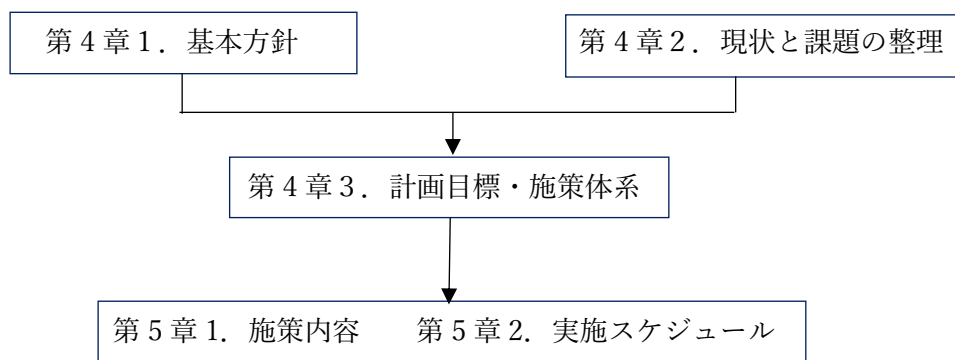 第４章１．基本方針
第４章２．現状と課題の整理
第４章３．計画目標・施策体系
第５章１．施策内容　　第５章２．実施スケジュール